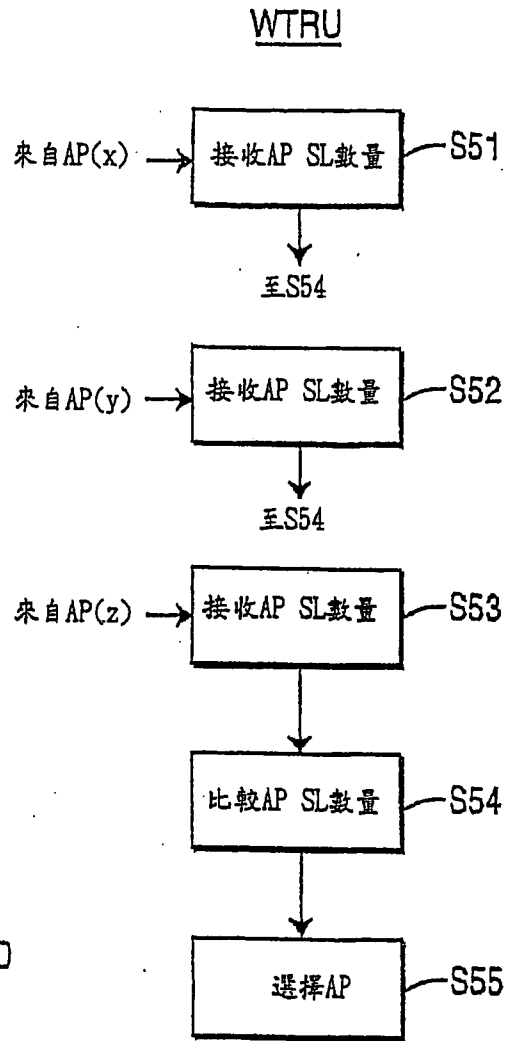 WTRU
來自AP(x) 接收AP SL數量 S51
至S54
來自AP(y) 接收AP SL數量 S52
至S54
來自AP(z) 接收AP SL數量 S53
比較AP SL數量 S54
選擇AP S55